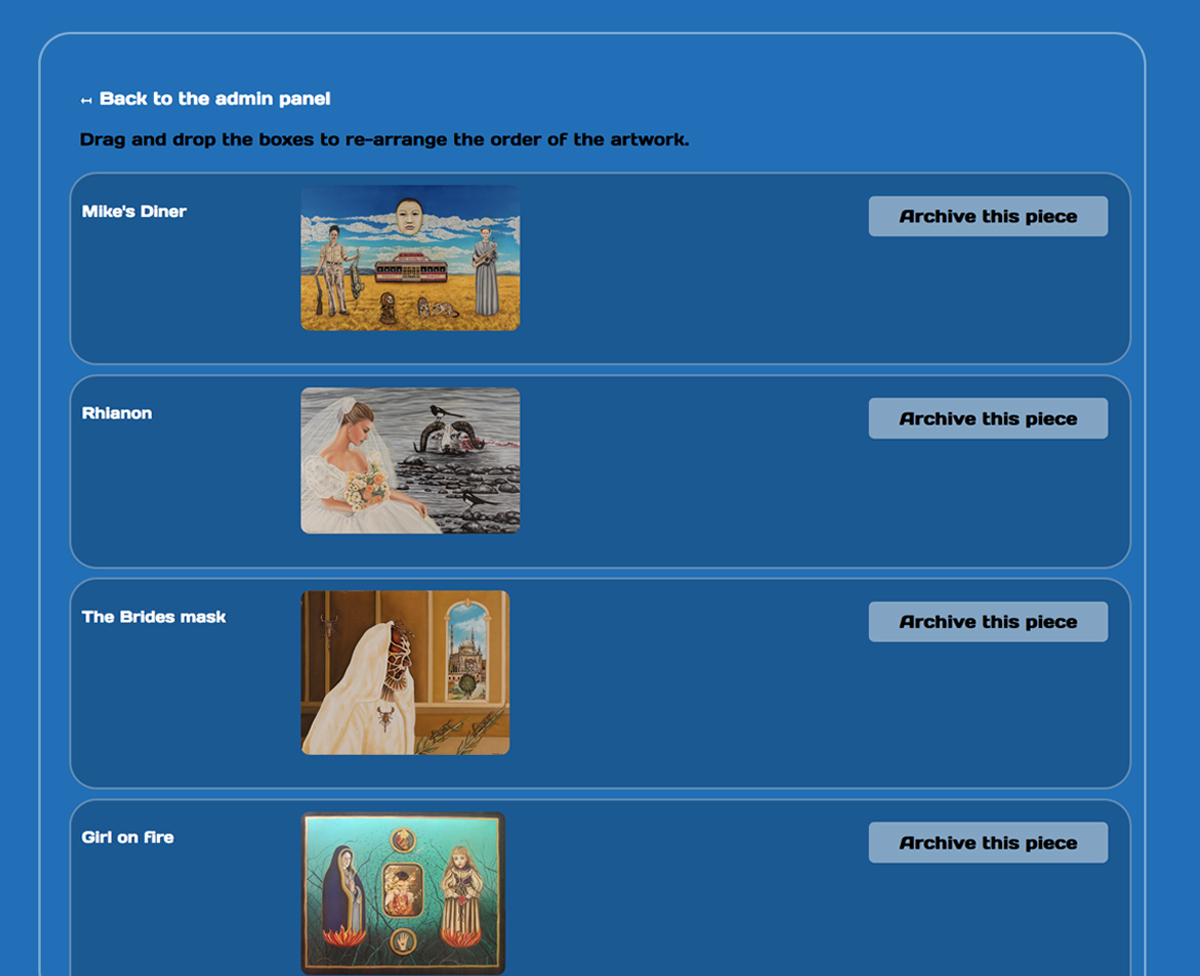 ↤ Back to the admin panel
Drag and drop the boxes to re-arrange the order of the artwork.
Mike's Diner
Archive this piece
Rhianon
Archive this piece
The Brides mask
Archive this piece
Girl on fire
Archive this piece